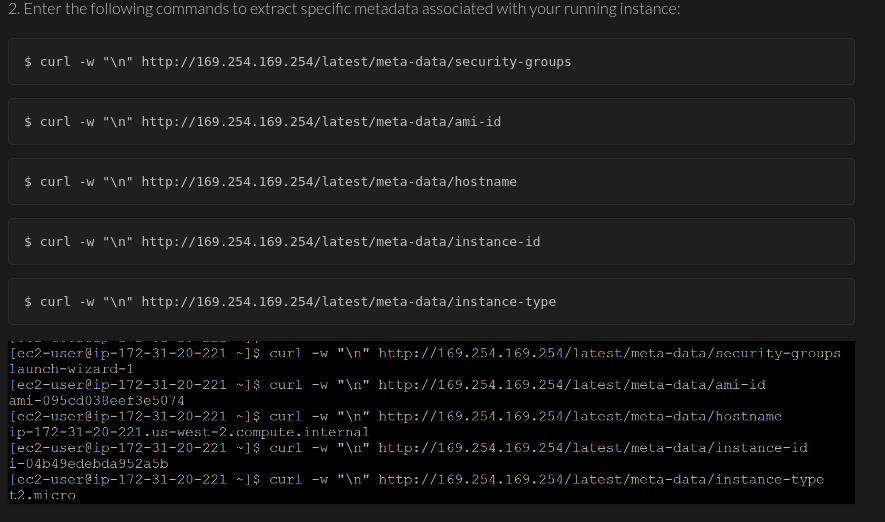 2. Enter the following commands to extract specific metadata associated with your running instance:
$ curl -w "\n" http://169.254.169.254/latest/meta-data/security-groups
$ curl -w "\n" http://169.254.169.254/latest/meta-data/ami-id
$ curl -w "\n" http://169.254.169.254/latest/meta-data/hostname
$ curl -w "\n" http://169.254.169.254/latest/meta-data/instance-id
$ curl -w "\n" http://169.254.169.254/latest/meta-data/instance-type
[ec2-user@ip-172-31-20-221 ~]$ curl -w "\n" http://169.254.169.254/latest/meta-data/security-groups
launch-wizard-1
[ec2-user@ip-172-31-20-221 ~]$ curl -w "\n" http://169.254.169.254/latest/meta-data/ami-id
ami-095cd038eef3e5074
[ec2-user@ip-172-31-20-221 ~]$ curl -w "\n" http://169.254.169.254/latest/meta-data/hostname
ip-172-31-20-221.us-west-2.compute.internal
[ec2-user@ip-172-31-20-221 ~]$ curl -w "\n" http://169.254.169.254/latest/meta-data/instance-id
i-04b49edebda952a5b
[ec2-user@ip-172-31-20-221 ~]$ curl -w "\n" http://169.254.169.254/latest/meta-data/instance-type
t2.micro